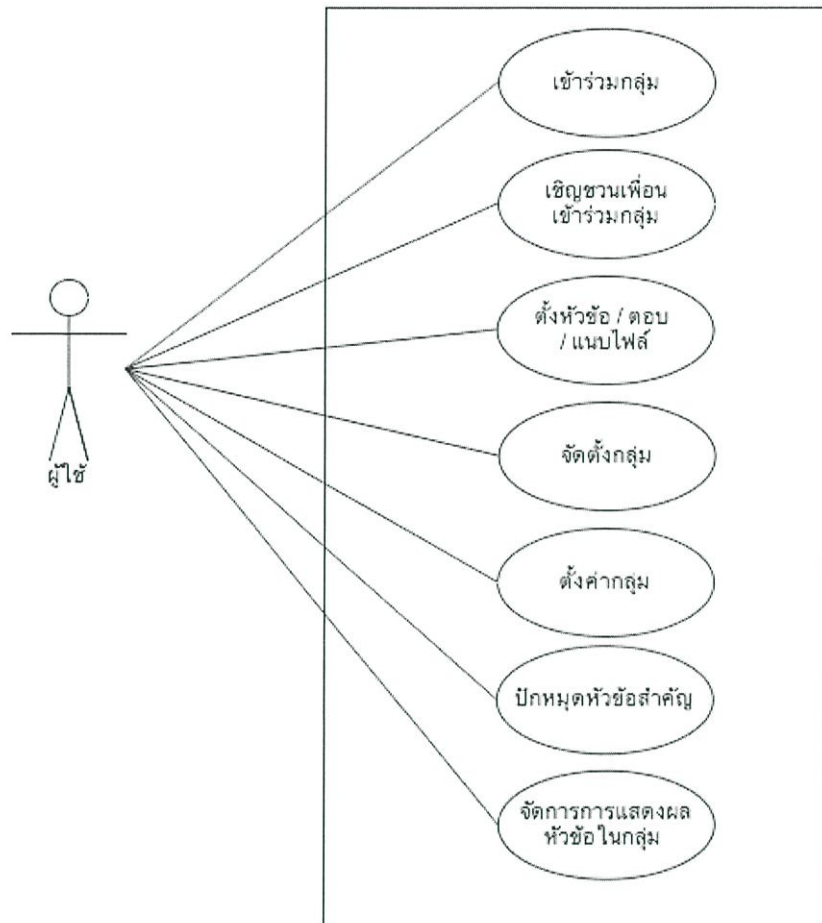 เข้าร่วมกลุ่ม
เชิญชวนเพื่อน
เข้าร่วมกลุ่ม
ตั้งหัวข้อ / ตอบ
/ แนบไฟล์
จัดตั้งกลุ่ม
ตั้งค่ากลุ่ม
ปักหมุดหัวข้อสำคัญ
จัดการการแสดงผล
หัวข้อในกลุ่ม
ผู้ใช้